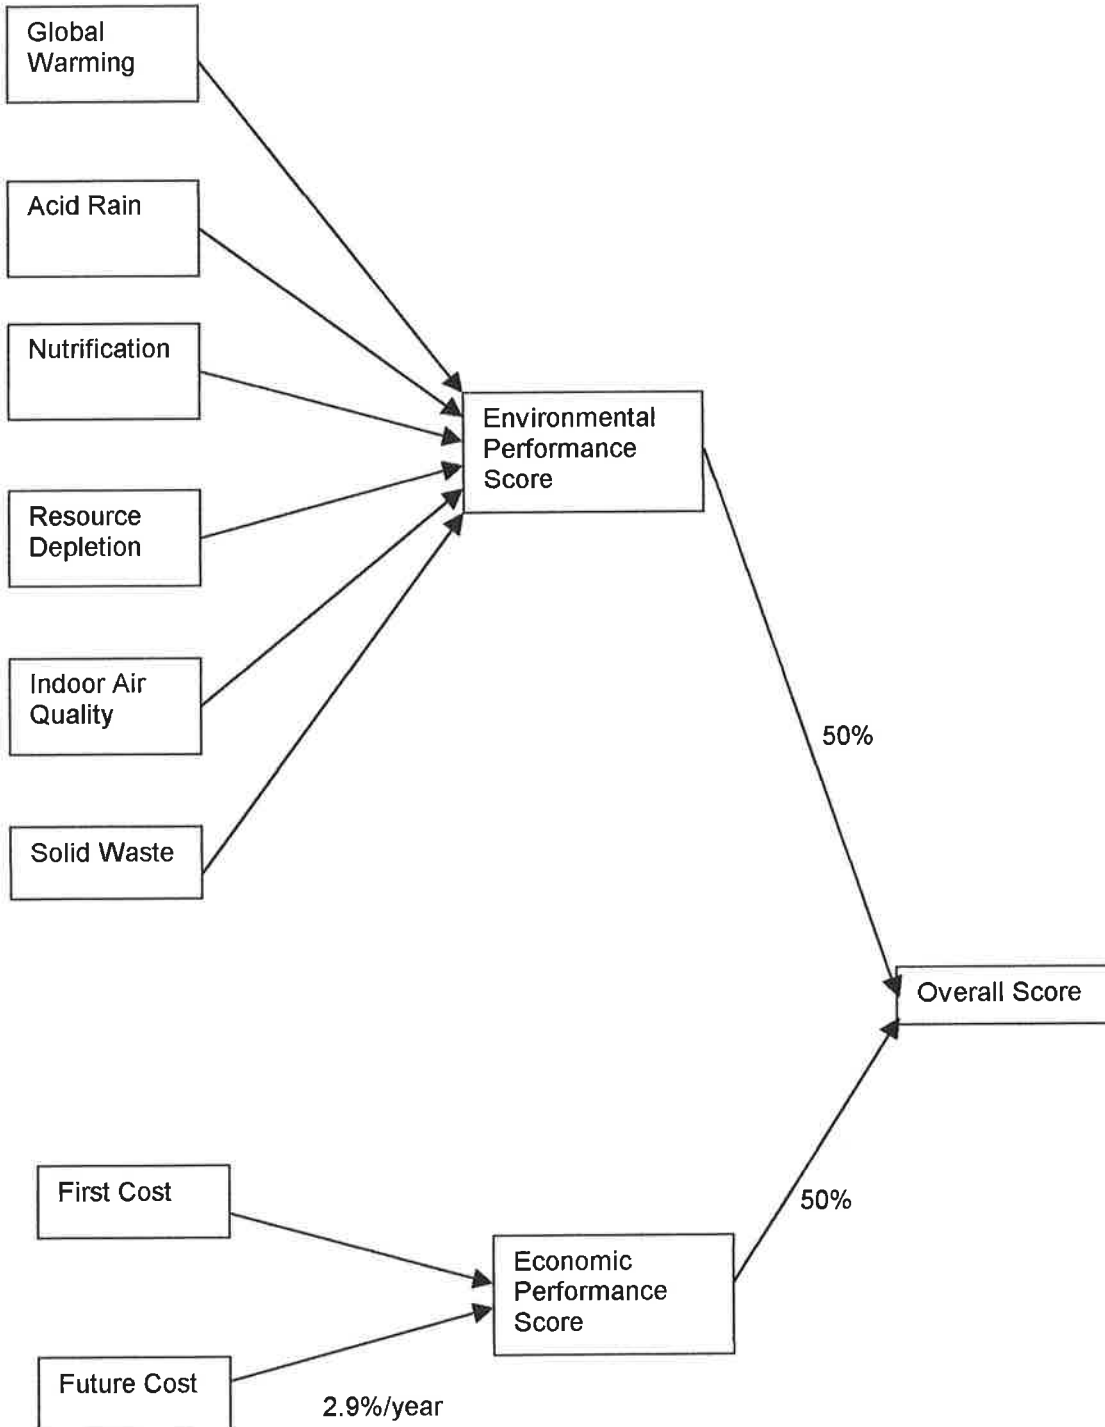 Global
Warming
Acid Rain
Nutrification
Resource
Depletion
Indoor Air
Quality
Solid Waste
Environmental
Performance
Score
50%
Overall Score
First Cost
Future Cost
2.9%/year
Economic
Performance
Score
50%